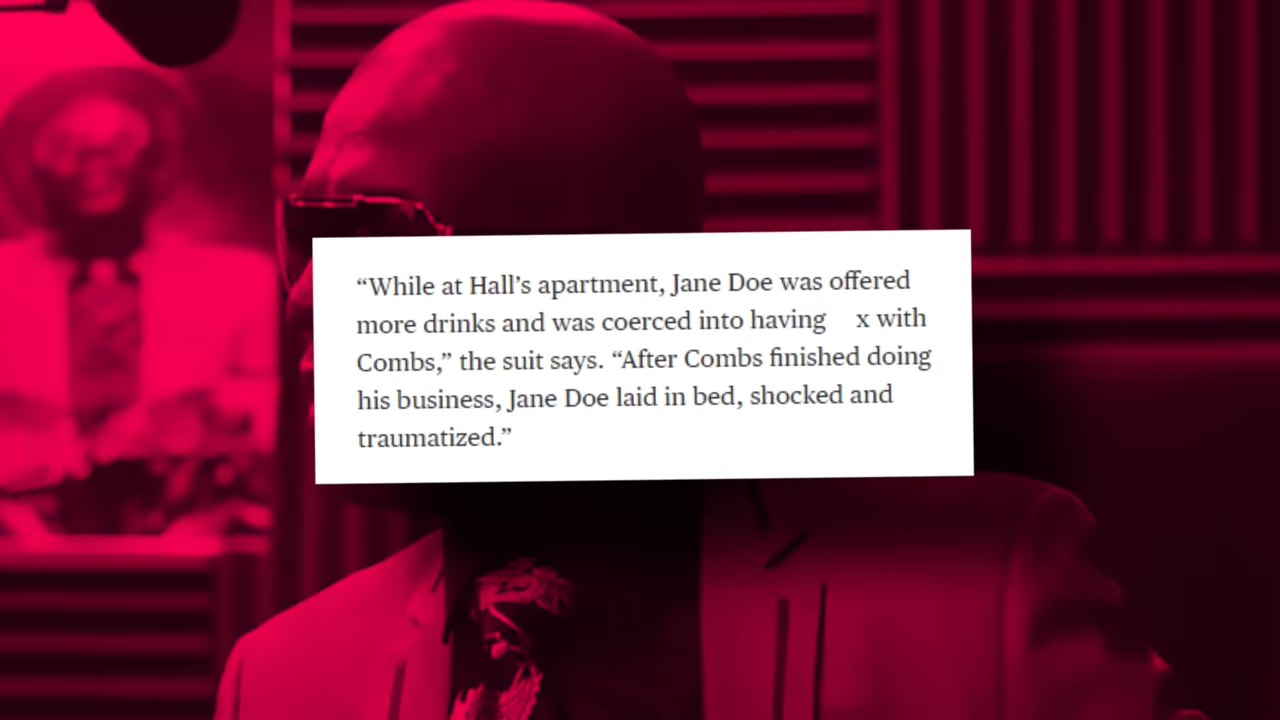 “While at Hall’s apartment, Jane Doe was offered
more drinks and was coerced into having x with
Combs,” the suit says. “After Combs finished doing
his business, Jane Doe laid in bed, shocked and
traumatized.”